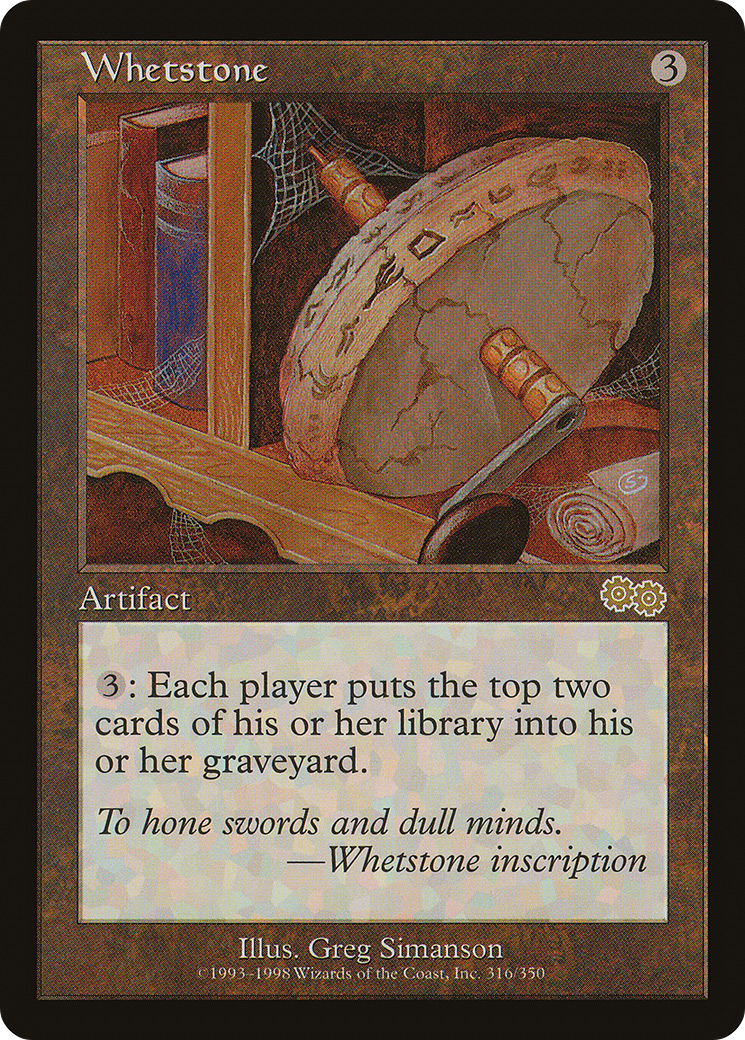 Whetstone 3
Artifact
3: Each player puts the top two
cards of his or her library into his
or her graveyard.
To hone swords and dull minds.
—Whetstone inscription
Illus. Greg Simanson
©1993–1998 Wizards of the Coast, Inc. 316/350